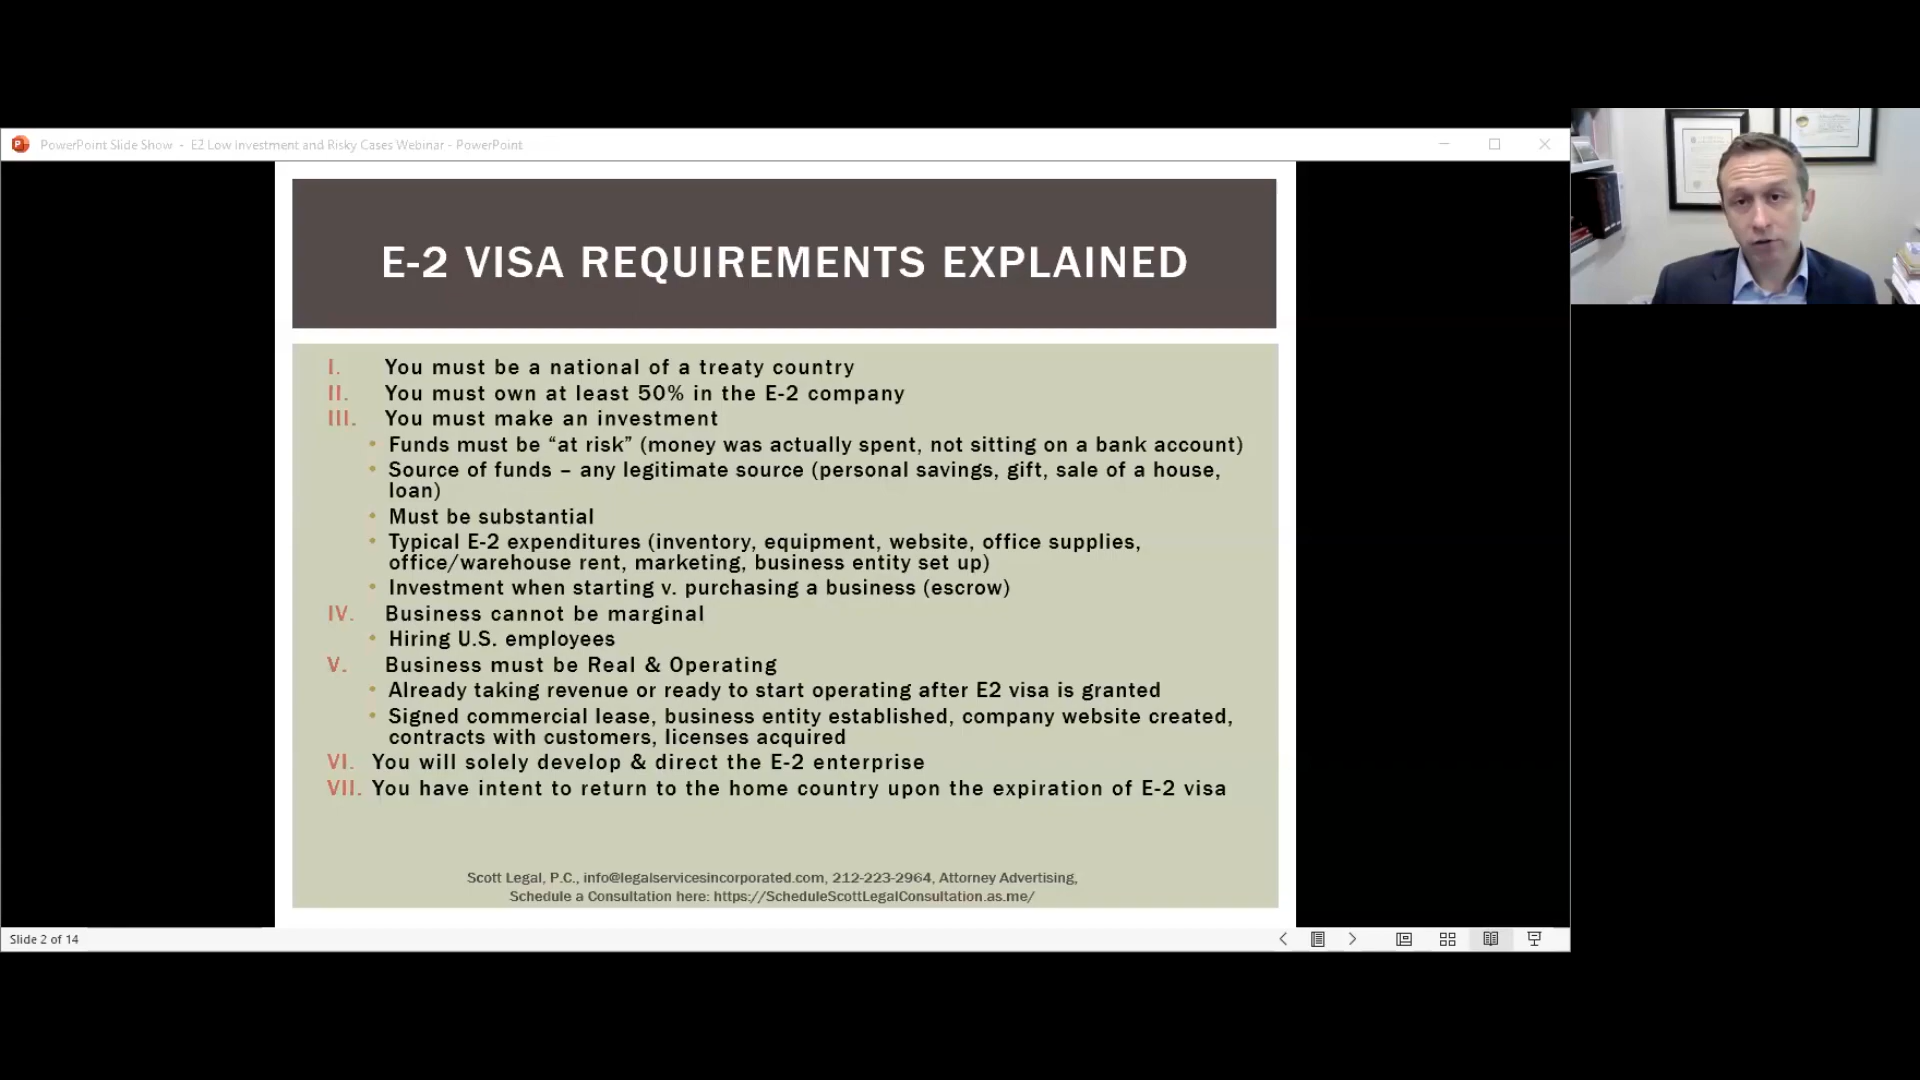 PowerPoint Slide Show - E2 Low Investment and Risky Cases Webinar - PowerPoint
E-2 VISA REQUIREMENTS EXPLAINED
I. You must be a national of a treaty country
II. You must own at least 50% in the E-2 company
III. You must make an investment
• Funds must be “at risk” (money was actually spent, not sitting on a bank account)
• Source of funds – any legitimate source (personal savings, gift, sale of a house,
loan)
• Must be substantial
• Typical E-2 expenditures (inventory, equipment, website, office supplies,
office/warehouse rent, marketing, business entity set up)
• Investment when starting v. purchasing a business (escrow)
IV. Business cannot be marginal
• Hiring U.S. employees
V. Business must be Real & Operating
• Already taking revenue or ready to start operating after E2 visa is granted
• Signed commercial lease, business entity established, company website created,
contracts with customers, licenses acquired
VI. You will solely develop & direct the E-2 enterprise
VII. You have intent to return to the home country upon the expiration of E-2 visa
Scott Legal, P.C., info@legalservicesincorporated.com, 212-223-2964, Attorney Advertising,
Schedule a Consultation here: https://ScheduleScottLegalConsultation.as.me/
Slide 2 of 14